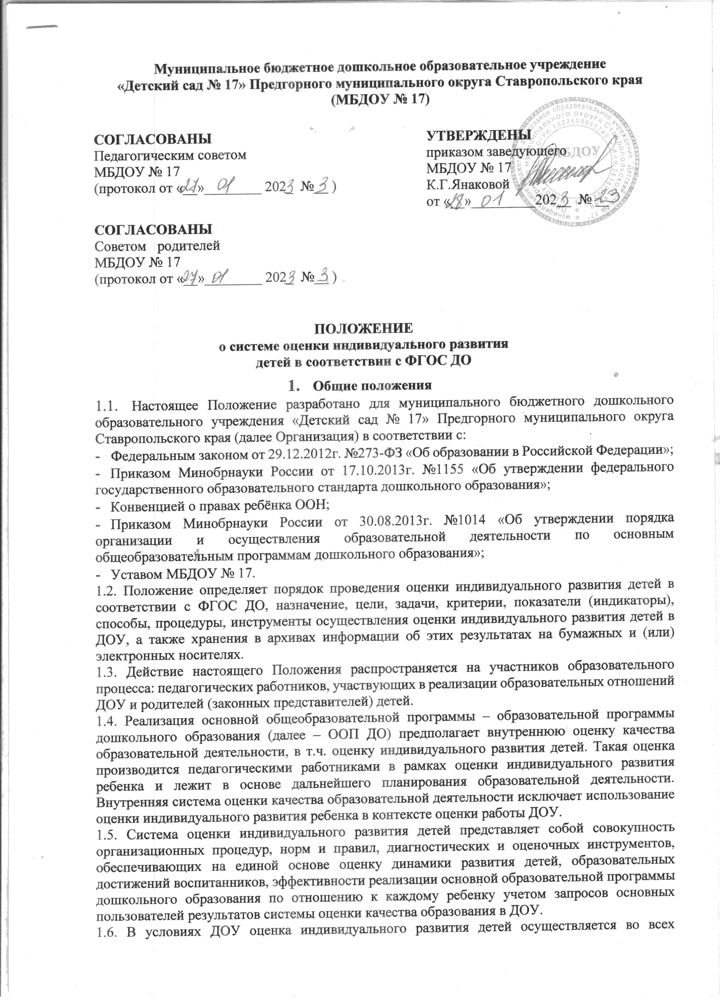 Муниципальное бюджетное дошкольное образовательное учреждение
«Детский сад № 17» Предгорного муниципального округа Ставропольского края
(МБДОУ № 17)
СОГЛАСОВАНЫ
Педагогическим советом
МБДОУ № 17
(протокол от «27» 01 2023 № 3 )
УТВЕРЖДЕНЫ
приказом заведующего
МБДОУ № 17
К.Г.Янаковой
от «28» 01 2023 № 23
МБДОУ
ОГРН 1022600965749
СОГЛАСОВАНЫ
Советом родителей
МБДОУ № 17
(протокол от «27» 01 2023 № 3 )
ПОЛОЖЕНИЕ
о системе оценки индивидуального развития
детей в соответствии с ФГОС ДО
1. Общие положения
1.1. Настоящее Положение разработано для муниципального бюджетного дошкольного
образовательного учреждения «Детский сад № 17» Предгорного муниципального округа
Ставропольского края (далее Организация) в соответствии с:
- Федеральным законом от 29.12.2012г. №273-ФЗ «Об образовании в Российской Федерации»;
- Приказом Минобрнауки России от 17.10.2013г. №1155 «Об утверждении федерального
государственного образовательного стандарта дошкольного образования»;
- Конвенцией о правах ребёнка ООН;
- Приказом Минобрнауки России от 30.08.2013г. №1014 «Об утверждении порядка
организации и осуществления образовательной деятельности по основным
общеобразовательным программам дошкольного образования»;
- Уставом МБДОУ № 17.
1.2. Положение определяет порядок проведения оценки индивидуального развития детей в
соответствии с ФГОС ДО, назначение, цели, задачи, критерии, показатели (индикаторы),
способы, процедуры, инструменты осуществления оценки индивидуального развития детей в
ДОУ, а также хранения в архивах информации об этих результатах на бумажных и (или)
электронных носителях.
1.3. Действие настоящего Положения распространяется на участников образовательного
процесса: педагогических работников, участвующих в реализации образовательных отношений
ДОУ и родителей (законных представителей) детей.
1.4. Реализация основной общеобразовательной программы – образовательной программы
дошкольного образования (далее – ООП ДО) предполагает внутреннюю оценку качества
образовательной деятельности, в т.ч. оценку индивидуального развития детей. Такая оценка
производится педагогическими работниками в рамках оценки индивидуального развития
ребенка и лежит в основе дальнейшего планирования образовательной деятельности.
Внутренняя система оценки качества образовательной деятельности исключает использование
оценки индивидуального развития ребенка в контексте оценки работы ДОУ.
1.5. Система оценки индивидуального развития детей представляет собой совокупность
организационных процедур, норм и правил, диагностических и оценочных инструментов,
обеспечивающих на единой основе оценку динамики развития детей, образовательных
достижений воспитанников, эффективности реализации основной образовательной программы
дошкольного образования по отношению к каждому ребенку учетом запросов основных
пользователей результатов системы оценки качества образования в ДОУ.
1.6. В условиях ДОУ оценка индивидуального развития детей осуществляется во всех